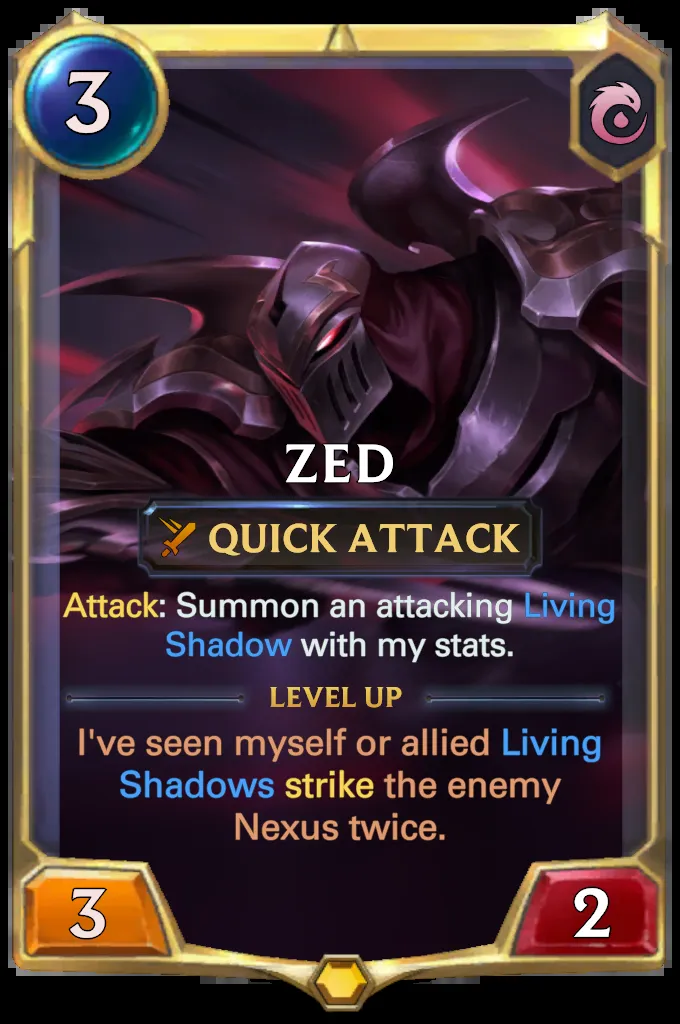 3
ZED
QUICK ATTACK
Attack: Summon an attacking Living
Shadow with my stats.
LEVEL UP
I've seen myself or allied Living
Shadows strike the enemy
Nexus twice.
3
2